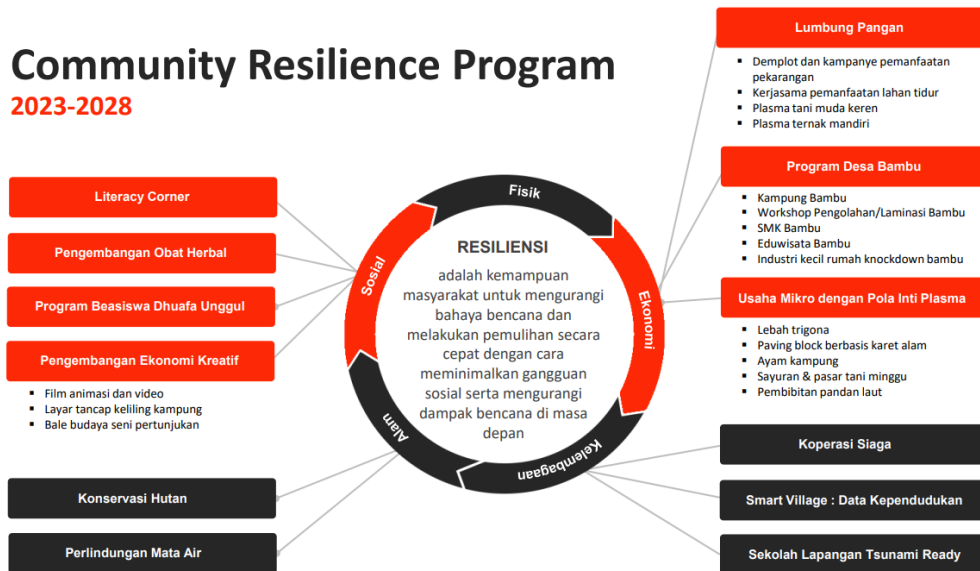 Community Resilience Program
2023-2028
Literacy Corner
Pengembangan Obat Herbal
Program Beasiswa Dhuafa Unggul
Pengembangan Ekonomi Kreatif
▪ Film animasi dan video
▪ Layar tancap keliling kampung
▪ Bale budaya seni pertunjukan
Konservasi Hutan
Perlindungan Mata Air
Fisik
Ekonomi
Kelembagaan
Alam
Sosial
RESILIENSI
adalah kemampuan
masyarakat untuk mengurangi
bahaya bencana dan
melakukan pemulihan secara
cepat dengan cara
meminimalkan gangguan
sosial serta mengurangi
dampak bencana di masa
depan
Lumbung Pangan
▪ Demplot dan kampanye pemanfaatan
pekarangan
▪ Kerjasama pemanfaatan lahan tidur
▪ Plasma tani muda keren
▪ Plasma ternak mandiri
Program Desa Bambu
▪ Kampung Bambu
▪ Workshop Pengolahan/Laminasi Bambu
▪ SMK Bambu
▪ Eduwisata Bambu
▪ Industri kecil rumah knockdown bambu
Usaha Mikro dengan Pola Inti Plasma
▪ Lebah trigona
▪ Paving block berbasis karet alam
▪ Ayam kampung
▪ Sayuran & pasar tani minggu
▪ Pembibitan pandan laut
Koperasi Siaga
Smart Village : Data Kependudukan
Sekolah Lapangan Tsunami Ready